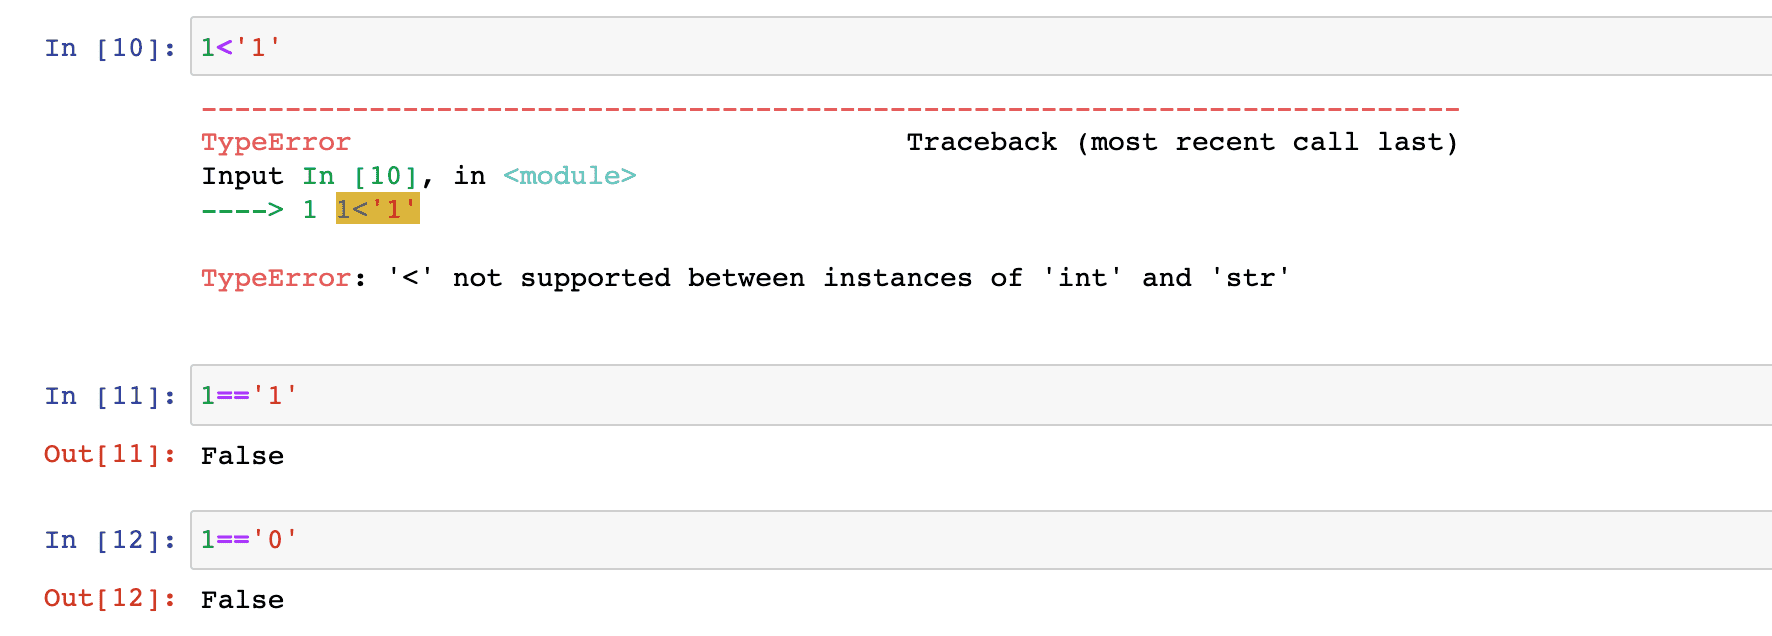 In [10]: 1<'1'
---------------------------------------------------------------------------
TypeError                                 Traceback (most recent call last)
Input In [10], in <module>
----> 1 1<'1'
TypeError: '<' not supported between instances of 'int' and 'str'
In [11]: 1=='1'
Out[11]: False
In [12]: 1=='0'
Out[12]: False